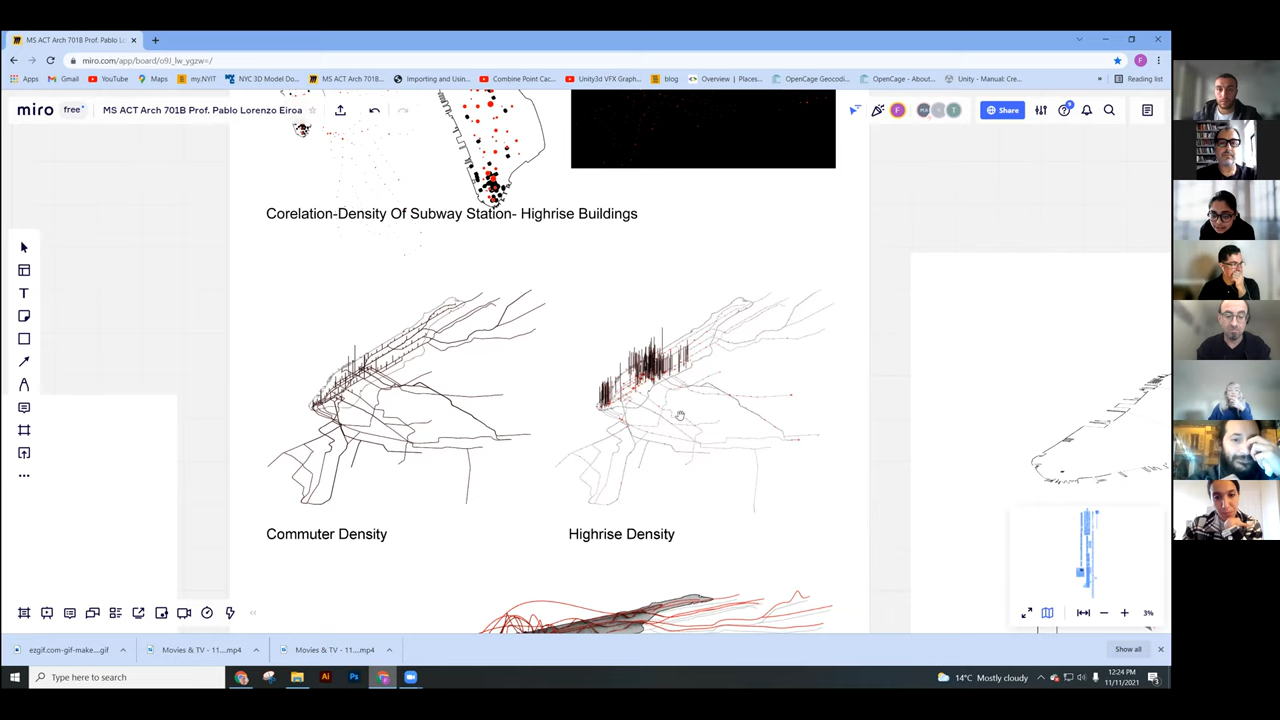 MS ACT Arch 701B Prof. Pablo Lo
miro.com/app/board/o9J_lw_ygzw=/
Apps
Gmail
YouTube
Maps
my.NYIT
NYC 3D Model Do...
MS ACT Arch 701B...
Importing and Usin...
Combine Point Cac...
Unity3d VFX Graph...
blog
Overview | Places...
OpenCage Geocodi...
OpenCage - About...
Unity - Manual: Cre...
»
Reading list
miro
free
MS ACT Arch 701B Prof. Pablo Lorenzo Eiroa
F
T
Share
Corelation-Density Of Subway Station- Highrise Buildings
Commuter Density
Highrise Density
3%
ezgif.com-gif-make....gif
Movies & TV - 11....mp4
Movies & TV - 11....mp4
Show all
Type here to search
Ai
Ps
14°C Mostly cloudy
12:24 PM
11/11/2021